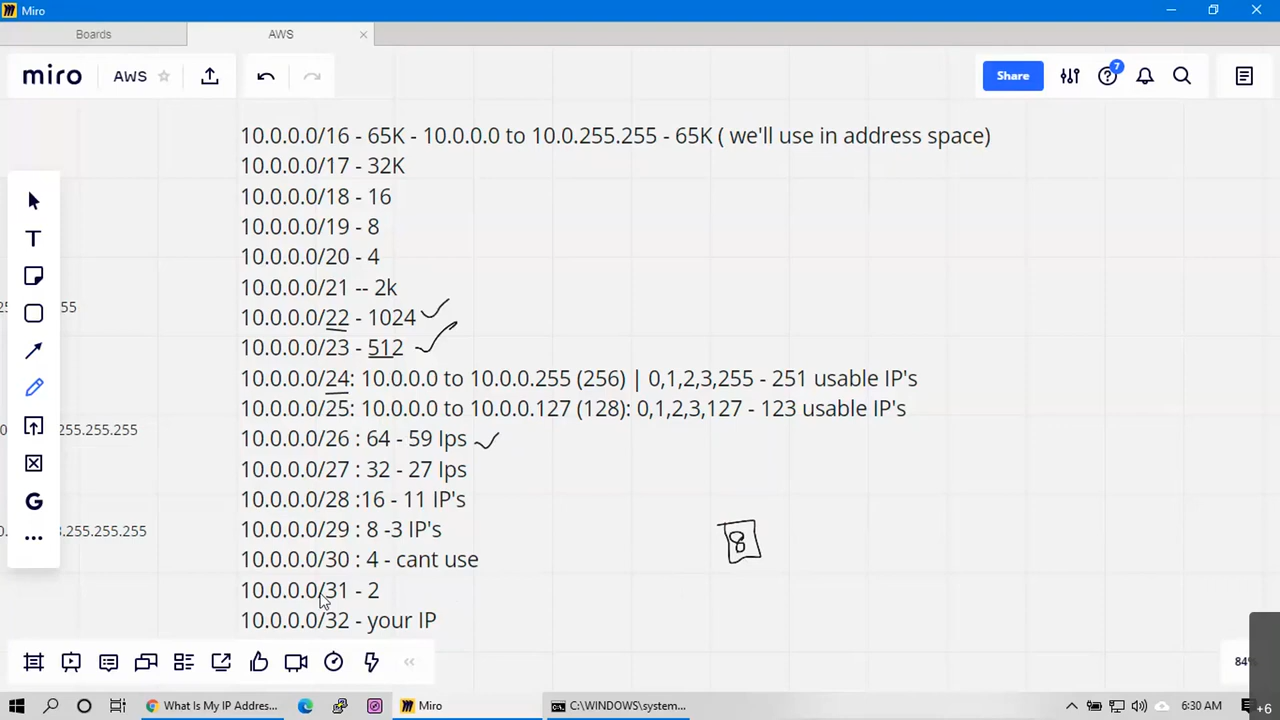 Miro
Boards
AWS
miro
AWS
Share
7
10.0.0.0/16 - 65K - 10.0.0.0 to 10.0.255.255 - 65K ( we'll use in address space)
10.0.0.0/17 - 32K
10.0.0.0/18 - 16
10.0.0.0/19 - 8
10.0.0.0/20 - 4
10.0.0.0/21 -- 2k
10.0.0.0/22 - 1024
10.0.0.0/23 - 512
10.0.0.0/24: 10.0.0.0 to 10.0.0.255 (256) | 0,1,2,3,255 - 251 usable IP's
10.0.0.0/25: 10.0.0.0 to 10.0.0.127 (128): 0,1,2,3,127 - 123 usable IP's
10.0.0.0/26 : 64 - 59 Ips
10.0.0.0/27 : 32 - 27 Ips
10.0.0.0/28 :16 - 11 IP's
10.0.0.0/29 : 8 -3 IP's
10.0.0.0/30 : 4 - cant use
10.0.0.0/31 - 2
10.0.0.0/32 - your IP
55
.255.255.255
.255.255.255
8
84%
What Is My IP Addres...
Miro
C:\WINDOWS\system...
6:30 AM
+6